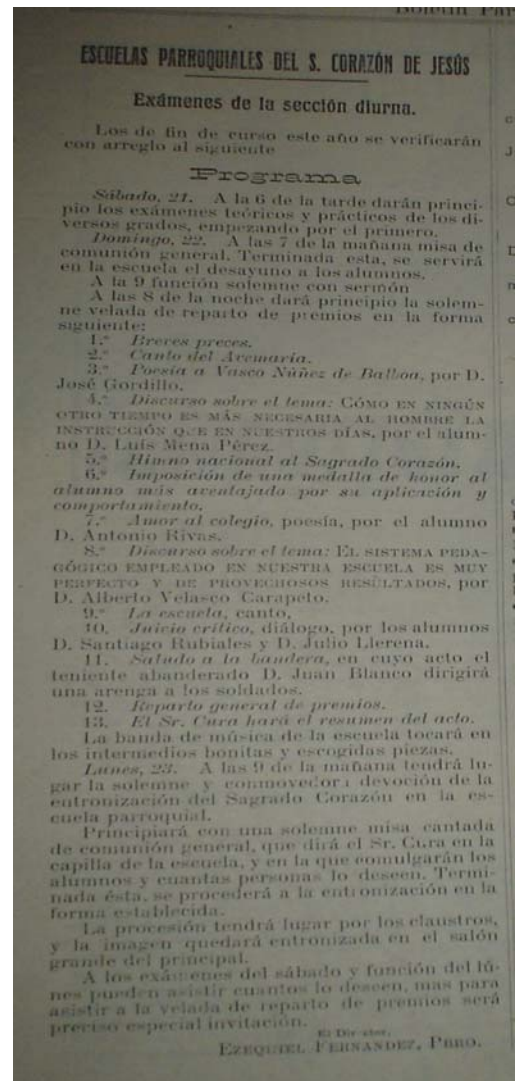 Boletín Par
ESCUELAS PARROQUIALES DEL S. CORAZÓN DE JESÚS
Exámenes de la sección diurna.
Los de fin de curso este año se verificarán
con arreglo al siguiente
Programa
Sábado, 21. A la 6 de la tarde darán princi-
pio los exámenes teóricos y prácticos de los di-
versos grados, empezando por el primero.
Domingo, 22. A las 7 de la mañana misa de
comunión general. Terminada esta, se servirá
en la escuela el desayuno a los alumnos.
A la 9 función solemne con sermón
A las 8 de la noche dará principio la solem-
ne velada de reparto de premios en la forma
siguiente:
1.º Breves preces.
2.º Canto del Avemaría.
3.º Poesía a Vasco Núñez de Balboa, por D.
José Gordillo.
4.º Discurso sobre el tema: CÓMO EN NINGÚN
OTRO TIEMPO ES MÁS NECESARIA AL HOMBRE LA
INSTRUCCIÓN QUE EN NUESTROS DÍAS, por el alum-
no D. Luís Mena Pérez.
5.º Himno nacional al Sagrado Corazón.
6.º Imposición de una medalla de honor al
alumno más aventajado por su aplicación y
comportamiento.
7.º Amor al colegio, poesía, por el alumno
D. Antonio Rivas.
8.º Discurso sobre el tema: EL SISTEMA PEDA-
GÓGICO EMPLEADO EN NUESTRA ESCUELA ES MUY
PERFECTO Y DE PROVECHOSOS RESULTADOS, por
D. Alberto Velasco Carapeto.
9.º La escuela, canto,
10. Juicio crítico, diálogo, por los alumnos
D. Santiago Rubiales y D. Julio Llerena.
11. Saludo a la bandera, en cuyo acto el
teniente abanderado D. Juan Blanco dirigirá
una arenga a los soldados.
12. Reparto general de premios.
13. El Sr. Cura hará el resumen del acto.
La banda de música de la escuela tocará en
los intermedios bonitas y escogidas piezas.
Lunes, 23. A las 9 de la mañana tendrá lu-
gar la solemne y conmovedora devoción de la
entronización del Sagrado Corazón en la es-
cuela parroquial.
Principiará con una solemne misa cantada
de comunión general, que dirá el Sr. Cura en la
capilla de la escuela, y en la que comulgarán los
alumnos y cuantas personas lo deseen. Termi-
nada ésta, se procederá a la entronización en la
forma establecida.
La procesión tendrá lugar por los claustros,
y la imagen quedará entronizada en el salón
grande del principal.
A los exámenes del sábado y función del lú-
nes pueden asistir cuantos lo deseen, mas para
asistir a la velada de reparto de premios será
preciso especial invitación.
El Director,
EZEQUIEL FERNANDEZ, PBRO.